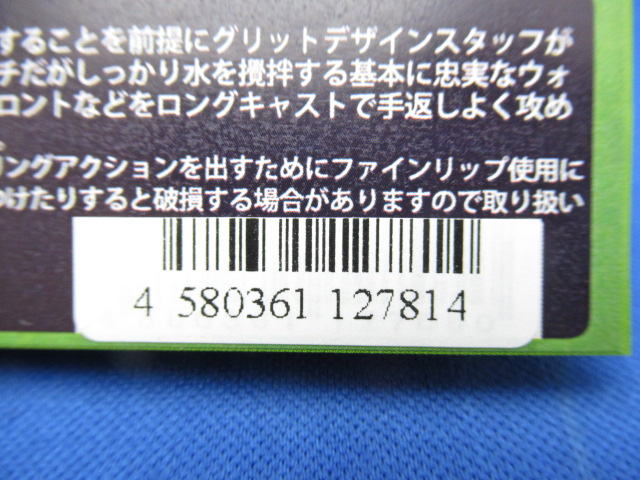 することを前提にグリットデザインスタッフが
チだがしっかり水を攪拌する基本に忠実なウォ
ロントなどをロングキャストで手返しよく攻め
。
リングアクションを出すためにファインリップ使用に
つけたりすると破損する場合がありますので取り扱い
4 580361 127814